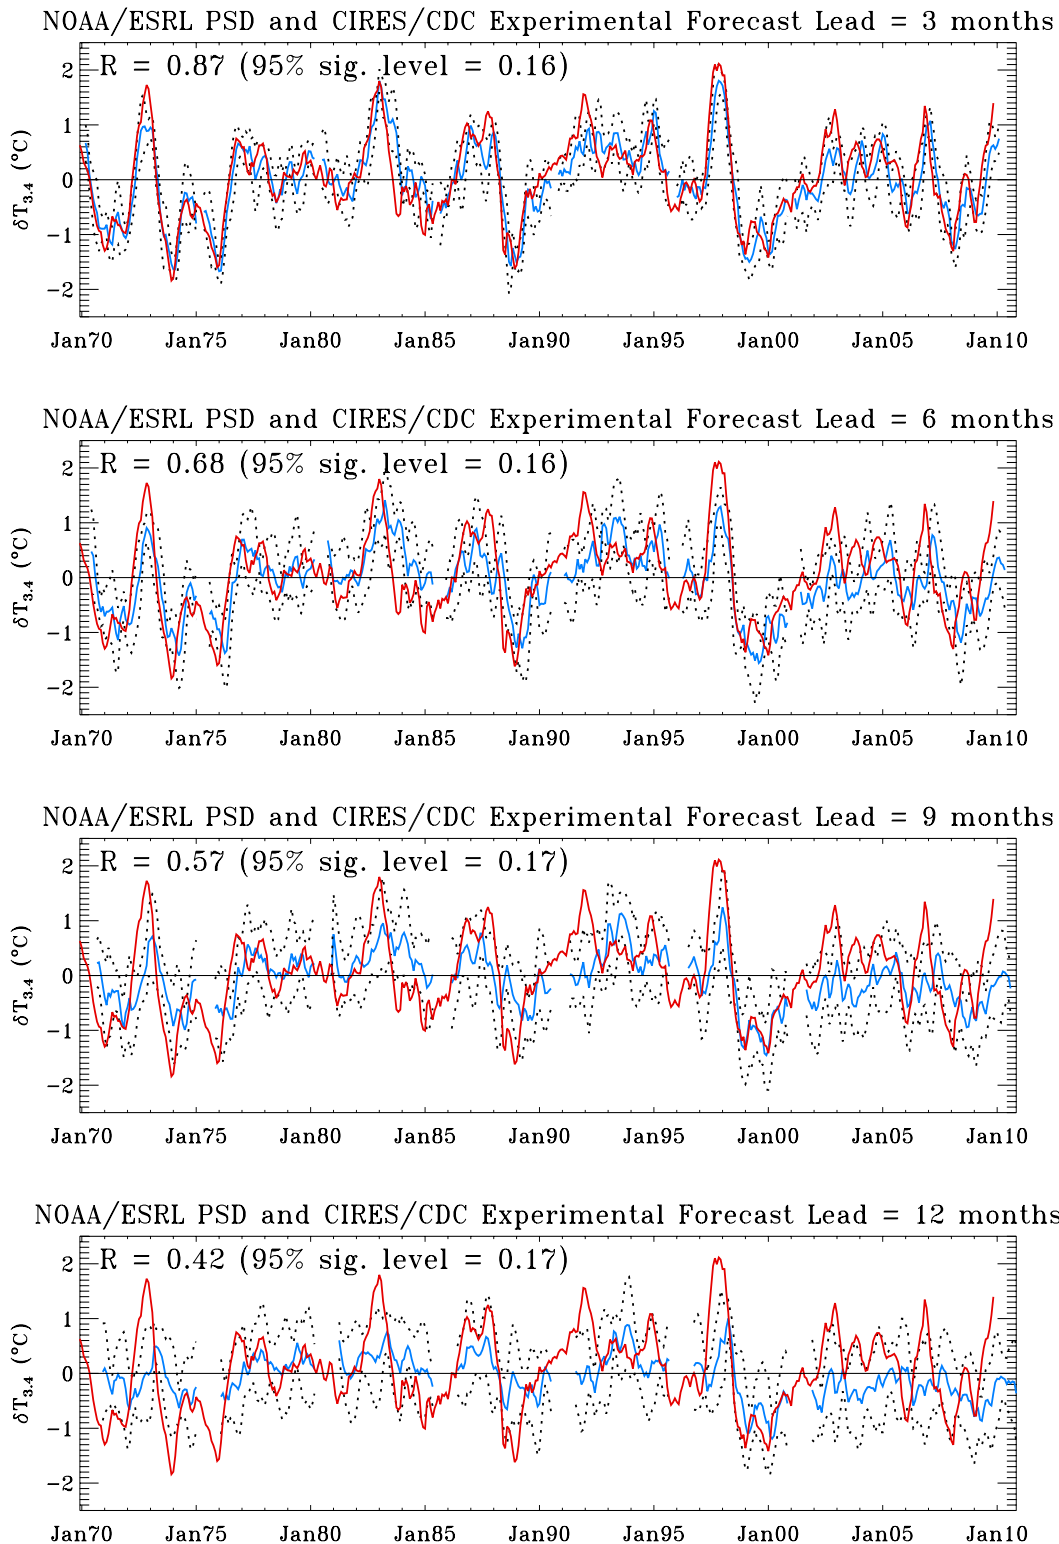 NOAA/ESRL PSD and CIRES/CDC Experimental Forecast Lead = 3 months
R = 0.87 (95% sig. level = 0.16)
2
1
0
−1
−2
δT3.4 (°C)
Jan70 Jan75 Jan80 Jan85 Jan90 Jan95 Jan00 Jan05 Jan10
NOAA/ESRL PSD and CIRES/CDC Experimental Forecast Lead = 6 months
R = 0.68 (95% sig. level = 0.16)
2
1
0
−1
−2
δT3.4 (°C)
Jan70 Jan75 Jan80 Jan85 Jan90 Jan95 Jan00 Jan05 Jan10
NOAA/ESRL PSD and CIRES/CDC Experimental Forecast Lead = 9 months
R = 0.57 (95% sig. level = 0.17)
2
1
0
−1
−2
δT3.4 (°C)
Jan70 Jan75 Jan80 Jan85 Jan90 Jan95 Jan00 Jan05 Jan10
NOAA/ESRL PSD and CIRES/CDC Experimental Forecast Lead = 12 months
R = 0.42 (95% sig. level = 0.17)
2
1
0
−1
−2
δT3.4 (°C)
Jan70 Jan75 Jan80 Jan85 Jan90 Jan95 Jan00 Jan05 Jan10